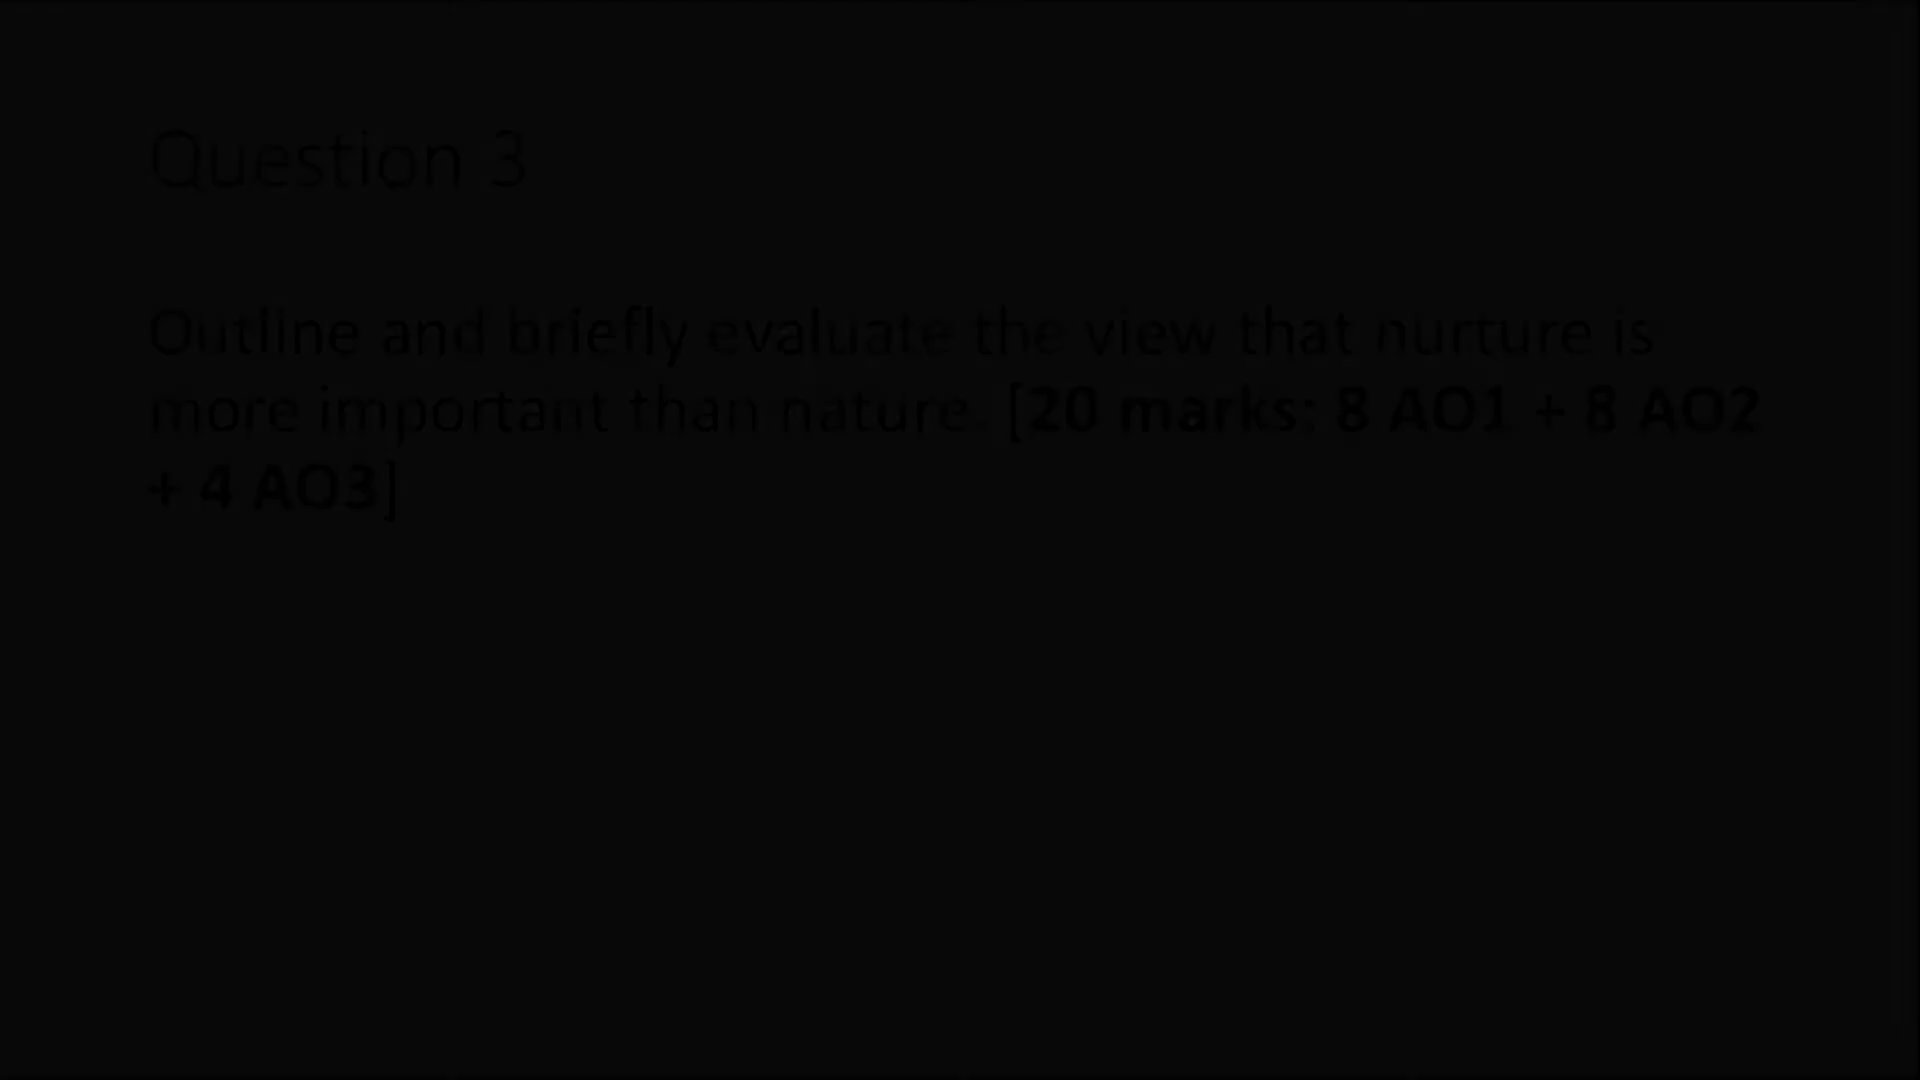 Question 3
Outline and briefly evaluate the view that nurture is
more important than nature. [20 marks: 8 AO1 + 8 AO2
+ 4 AO3]